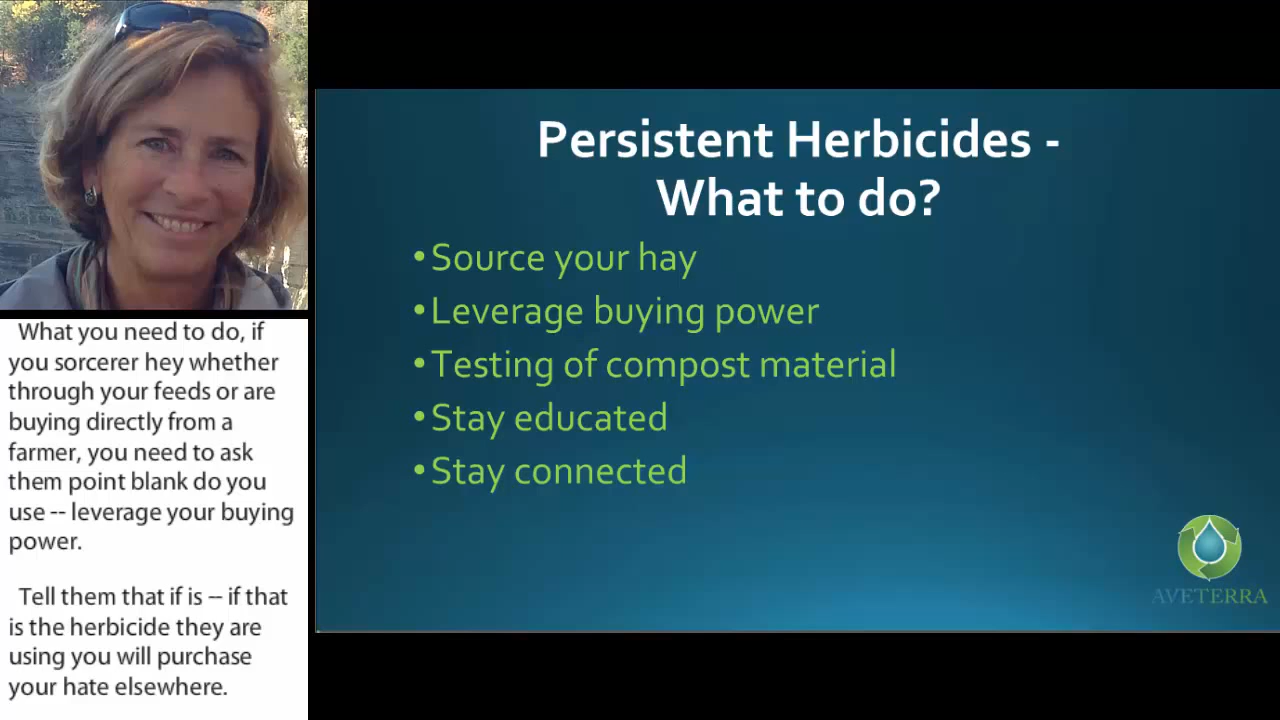 Persistent Herbicides -
What to do?
•Source your hay
•Leverage buying power
•Testing of compost material
•Stay educated
•Stay connected
AVETERRA
What you need to do, if
you sorcerer hey whether
through your feeds or are
buying directly from a
farmer, you need to ask
them point blank do you
use -- leverage your buying
power.
Tell them that if is -- if that
is the herbicide they are
using you will purchase
your hate elsewhere.